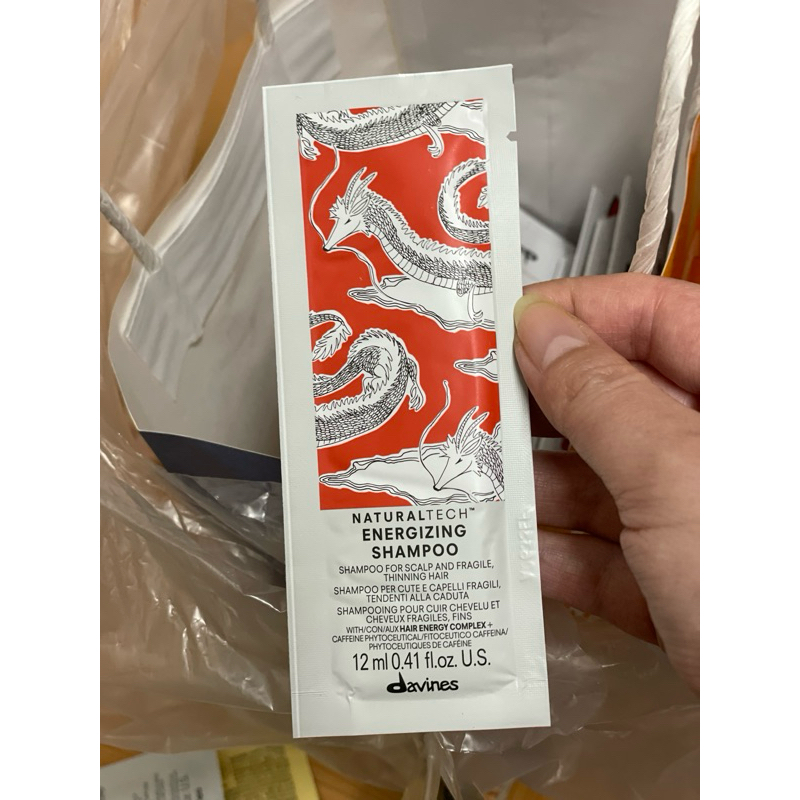 NATURALTECH™
ENERGIZING
SHAMPOO
SHAMPOO FOR SCALP AND FRAGILE,
THINNING HAIR
SHAMPOO PER CUTE E CAPELLI FRAGILI,
TENDENTI ALLA CADUTA
SHAMPOOING POUR CUIR CHEVELU ET
CHEVEUX FRAGILES, FINS
WITH/CON/AUX HAIR ENERGY COMPLEX +
CAFFEINE PHYTOCEUTICAL/FITOCEUTICO CAFFEINA/
PHYTOCEUTIQUES DE CAFÉINE
12 ml 0.41 fl.oz. U.S.
davines